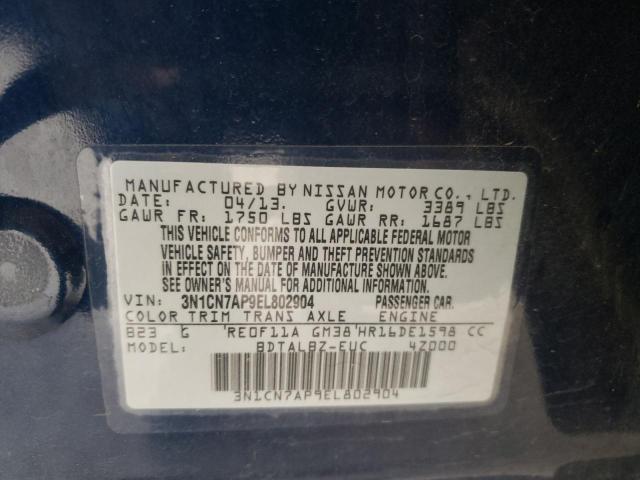 MANUFACTURED BY NISSAN MOTOR CO., LTD.
DATE: 04/13. GVWR: 3389 LBS
GAWR FR: 1750 LBS GAWR RR: 1687 LBS
THIS VEHICLE CONFORMS TO ALL APPLICABLE FEDERAL MOTOR
VEHICLE SAFETY, BUMPER AND THEFT PREVENTION STANDARDS
IN EFFECT ON THE DATE OF MANUFACTURE SHOWN ABOVE.
SEE OWNER'S MANUAL FOR ADDITIONAL INFORMATION.
VIN: 3N1CN7AP9EL802904 PASSENGER CAR.
COLOR TRIM TRANS AXLE ENGINE
B23 G RE0F11A GM38 HR16DE1598 CC
MODEL: BDTALBZ-EUC 4Z000
3N1CN7AP9EL802904